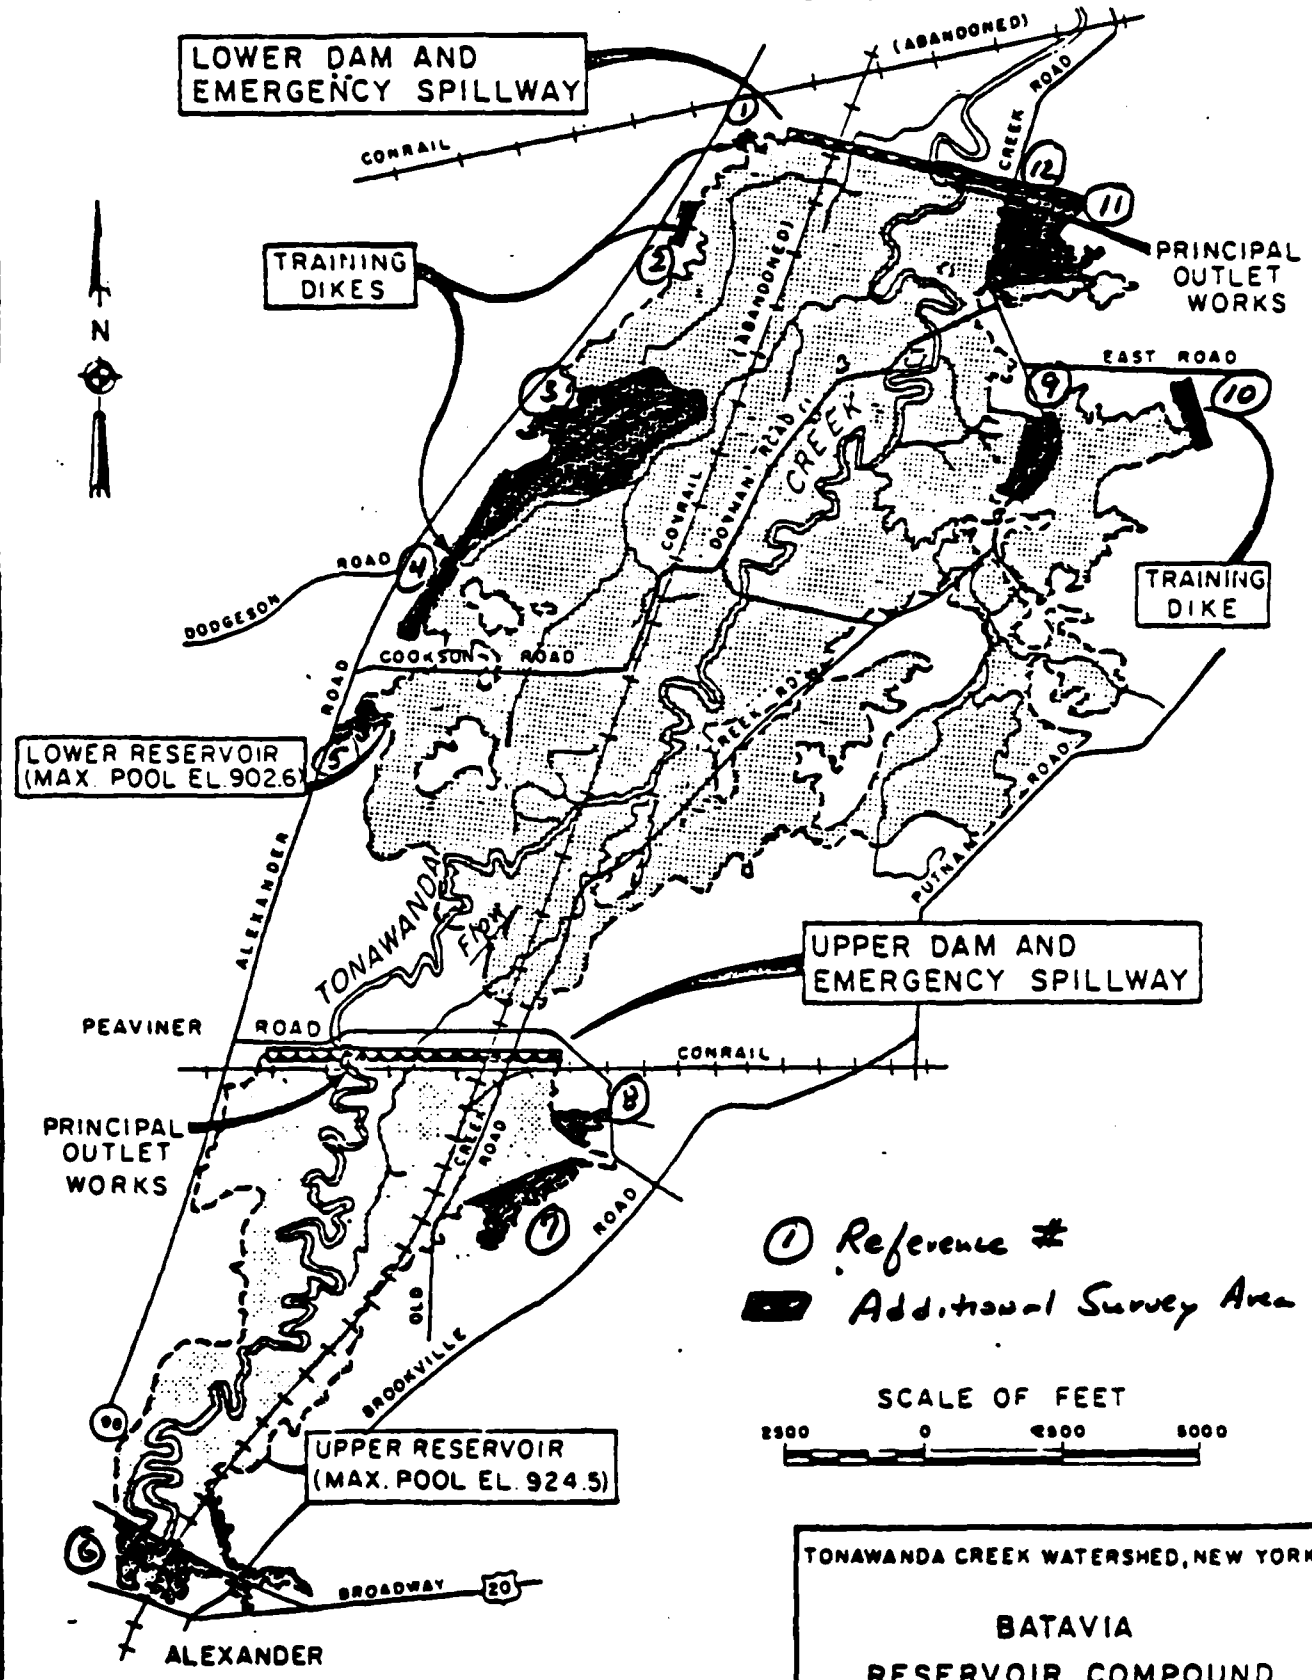 (ABANDONED)
LOWER DAM AND
EMERGENCY SPILLWAY
CREEK ROAD
1
CONRAIL
12
11
TRAINING
DIKES
2
(ABANDONED)
PRINCIPAL
OUTLET
WORKS
N
EAST ROAD
3
9
10
CREEK
CONRAIL
DORMAN ROAD
ROAD
4
DODGESON
TRAINING
DIKE
COOKSON ROAD
ROAD
CREEK ROAD
LOWER RESERVOIR
(MAX. POOL EL. 902.6)
5
ROAD
PUTNAM
ALEXANDER
TONAWANDA
Flow
UPPER DAM AND
EMERGENCY SPILLWAY
PEAVINER ROAD
CONRAIL
8
PRINCIPAL
OUTLET
WORKS
CREEK
ROAD
ROAD
7
1 Reference #
Additional Survey Area
OLD
BROOKVILLE
SCALE OF FEET
2500 0 2500 5000
98
UPPER RESERVOIR
(MAX. POOL EL. 924.5)
6
BROADWAY 20
ALEXANDER
TONAWANDA CREEK WATERSHED, NEW YORK
BATAVIA
RESERVOIR COMPOUND